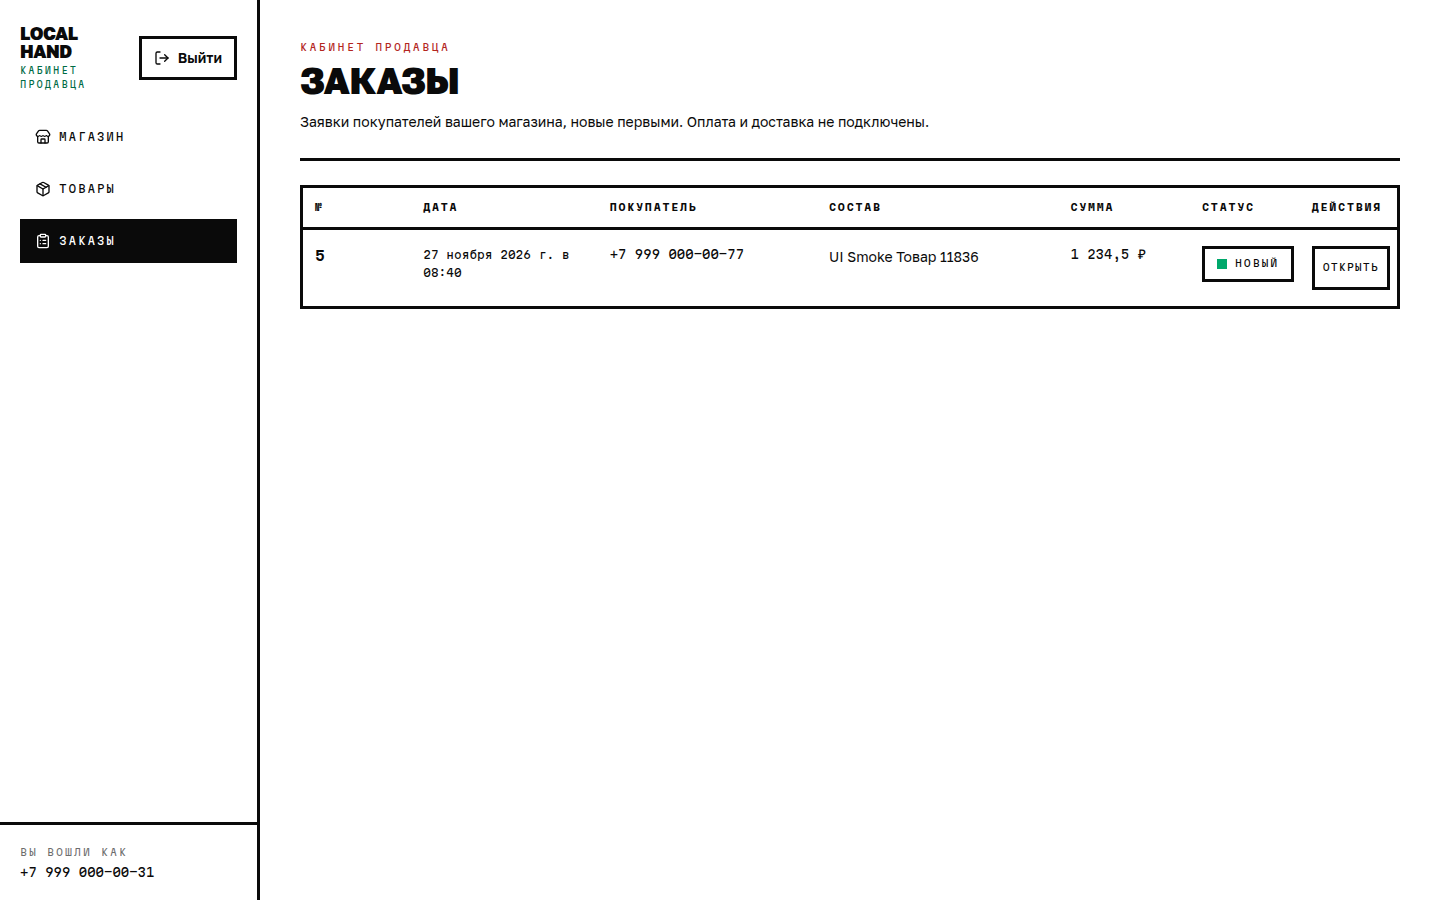 LOCAL
HAND
КАБИНЕТ
ПРОДАВЦА
Выйти
МАГАЗИН
ТОВАРЫ
ЗАКАЗЫ
ВЫ ВОШЛИ КАК
+7 999 000-00-31
КАБИНЕТ ПРОДАВЦА
ЗАКАЗЫ
Заявки покупателей вашего магазина, новые первыми. Оплата и доставка не подключены.
№ ДАТА ПОКУПАТЕЛЬ СОСТАВ СУММА СТАТУС ДЕЙСТВИЯ
5 27 ноября 2026 г. в +7 999 000-00-77 UI Smoke Товар 11836 1 234,5 ₽ НОВЫЙ ОТКРЫТЬ
08:40